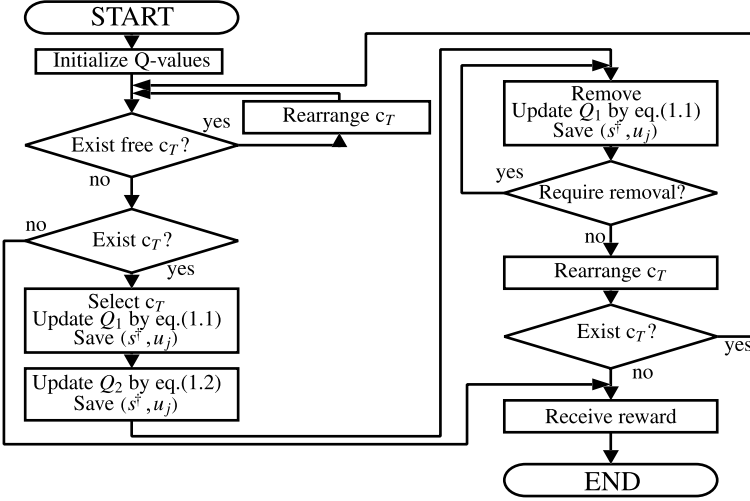 START
Initialize Q-values
Rearrange c_T
yes
Exist free c_T?
no
no
Exist c_T?
yes
Select c_T
Update Q_1 by eq.(1.1)
Save (s^†, u_j)
Update Q_2 by eq.(1.2)
Save (s^†, u_j)
Remove
Update Q_1 by eq.(1.1)
Save (s^†, u_j)
yes
Require removal?
no
Rearrange c_T
Exist c_T?
yes
no
Receive reward
END